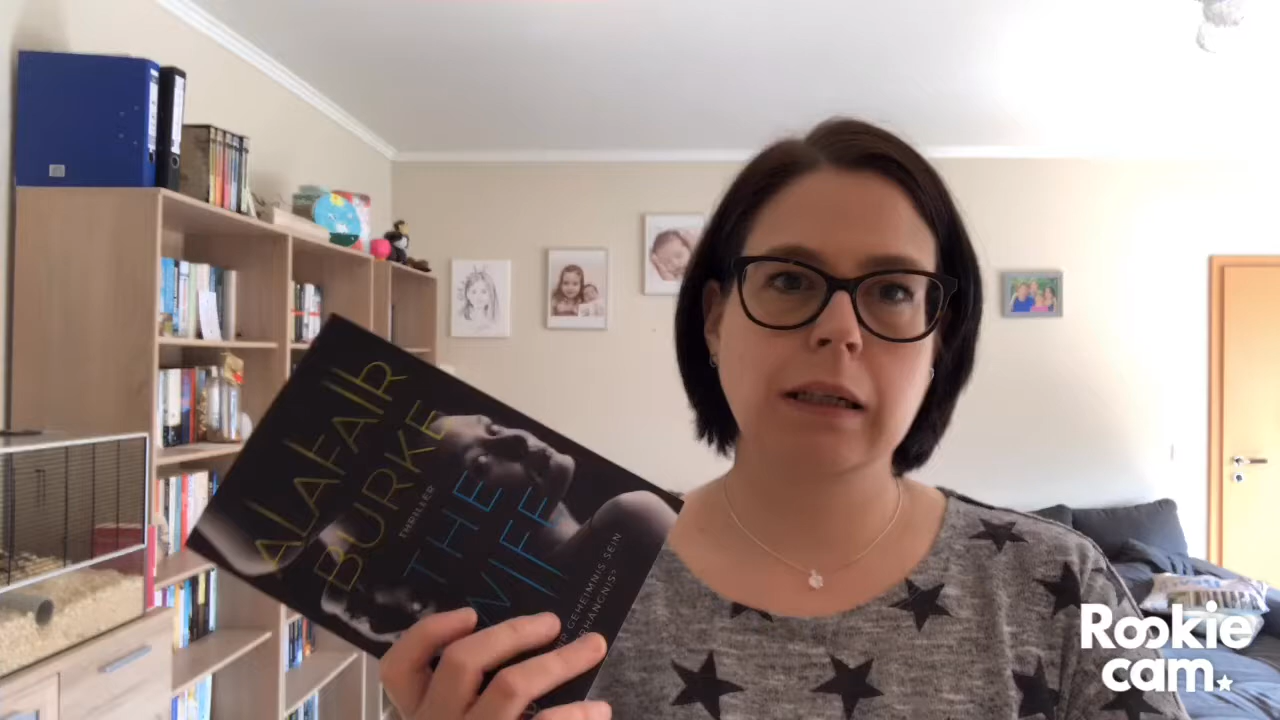 ALAFAIR
BURKE
THRILLER
THE
WIFE
GEHEIMNIS SEIN
Rookie
cam